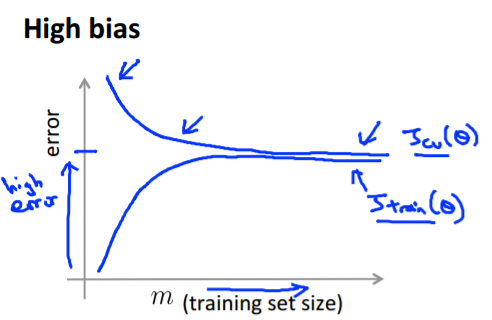 High bias
error
high
error
J_cv(θ)
J_train(θ)
m (training set size)